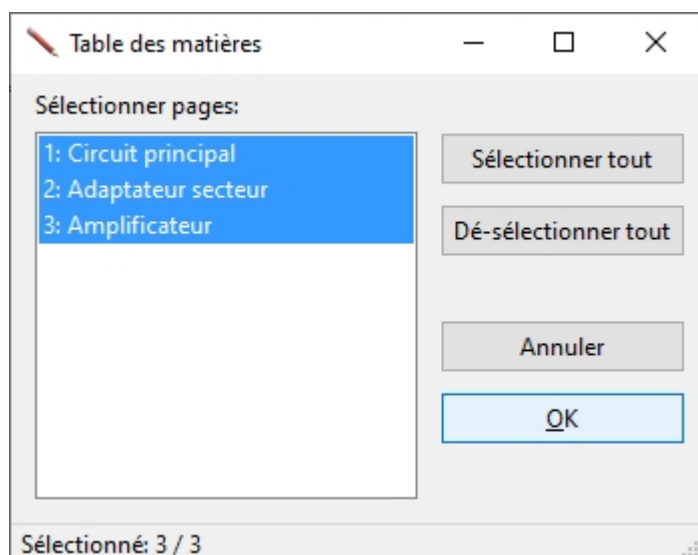 Table des matières
Sélectionner pages:
1: Circuit principal
2: Adaptateur secteur
3: Amplificateur
Sélectionner tout
Dé-sélectionner tout
Annuler
OK
Sélectionné: 3 / 3